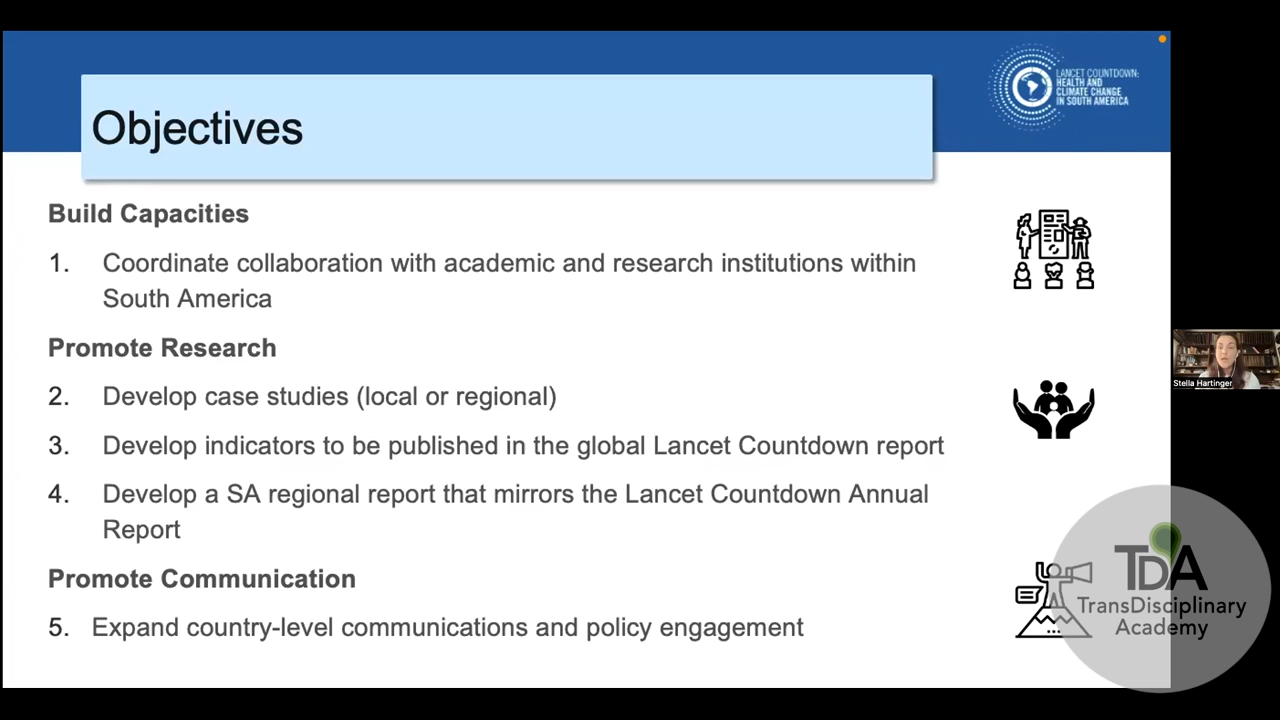 Objectives
LANCET COUNTDOWN:
HEALTH AND
CLIMATE CHANGE
IN SOUTH AMERICA
Build Capacities
1. Coordinate collaboration with academic and research institutions within
South America
Promote Research
2. Develop case studies (local or regional)
3. Develop indicators to be published in the global Lancet Countdown report
4. Develop a SA regional report that mirrors the Lancet Countdown Annual
Report
Promote Communication
5. Expand country-level communications and policy engagement
Stella Hartinger
TDA
TransDisciplinary
Academy